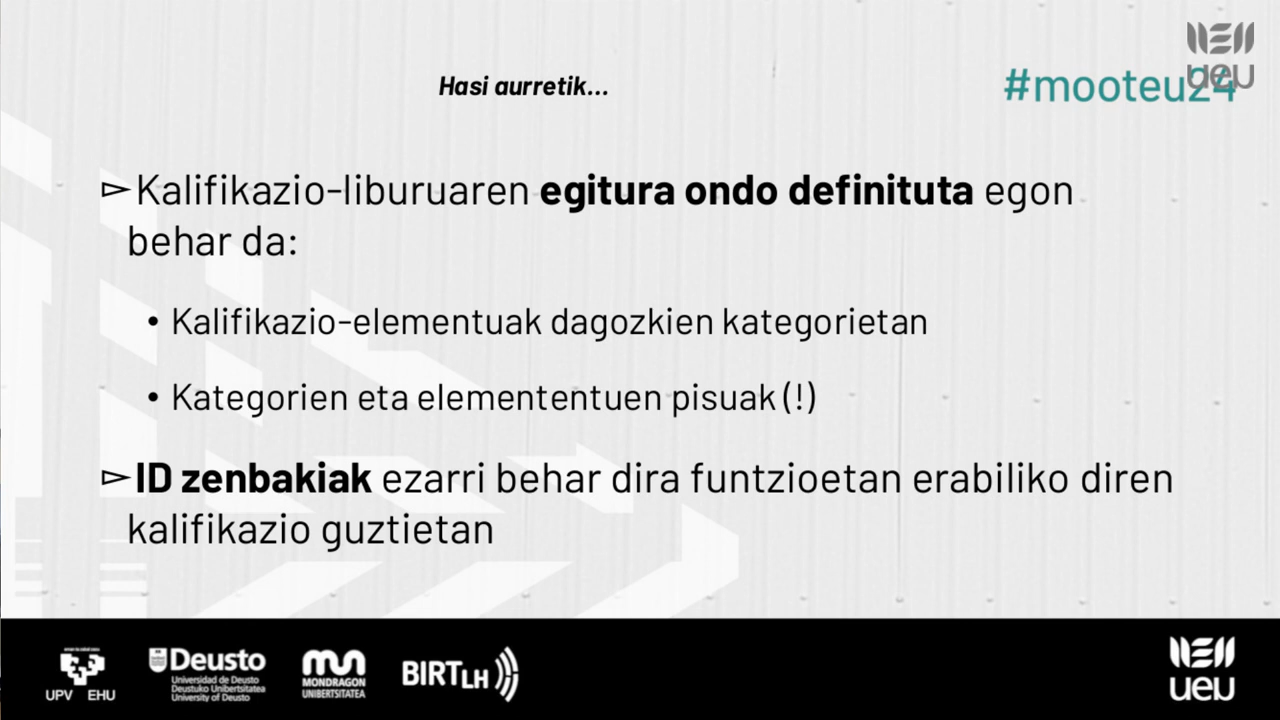 Hasi aurretik...
#mooteu24
ueu
▻Kalifikazio-liburuaren egitura ondo definituta egon
behar da:
• Kalifikazio-elementuak dagozkien kategorietan
• Kategorien eta elemententuen pisuak (!)
▻ID zenbakiak ezarri behar dira funtzioetan erabiliko diren
kalifikazio guztietan
UPV EHU
Deusto
Universidad de Deusto
Deustuko Unibertsitatea
University of Deusto
MONDRAGON
UNIBERTSITATEA
BIRT LH
ueu